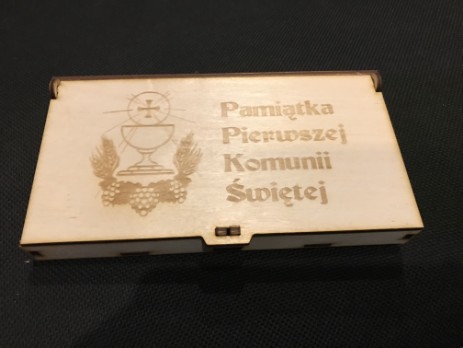 Pamiątka
Pierwszej
Komunii
Świętej